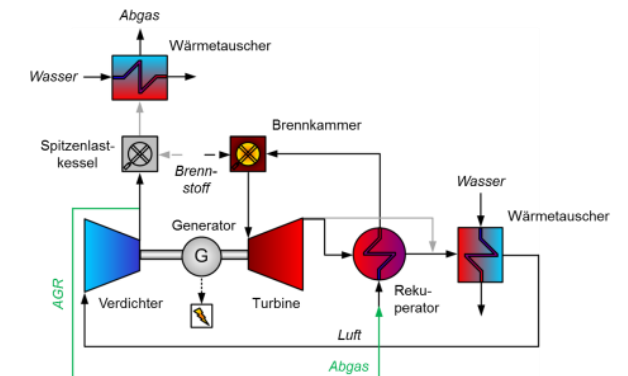 Abgas
Wärmetauscher
Wasser
Brennkammer
Spitzenlast-
kessel
Brenn-
stoff
Wasser
Wärmetauscher
Generator
G
AGR
Verdichter
Turbine
Reku-
perator
Luft
Abgas